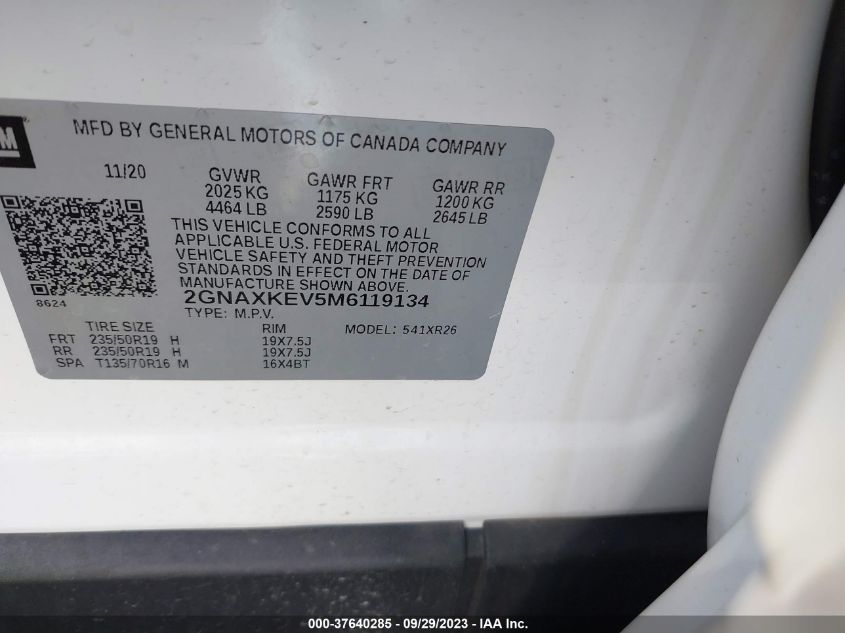 MFD BY GENERAL MOTORS OF CANADA COMPANY
11/20 GVWR GAWR FRT GAWR RR
2025 KG 1175 KG 1200 KG
4464 LB 2590 LB 2645 LB
THIS VEHICLE CONFORMS TO ALL
APPLICABLE U.S. FEDERAL MOTOR
VEHICLE SAFETY AND THEFT PREVENTION
STANDARDS IN EFFECT ON THE DATE OF
MANUFACTURE SHOWN ABOVE.
8624 2GNAXKEV5M6119134
TYPE: M.P.V.
TIRE SIZE RIM MODEL: 541XR26
FRT 235/50R19 H 19X7.5J
RR 235/50R19 H 19X7.5J
SPA T135/70R16 M 16X4BT
000-37640285 - 09/29/2023 - IAA Inc.